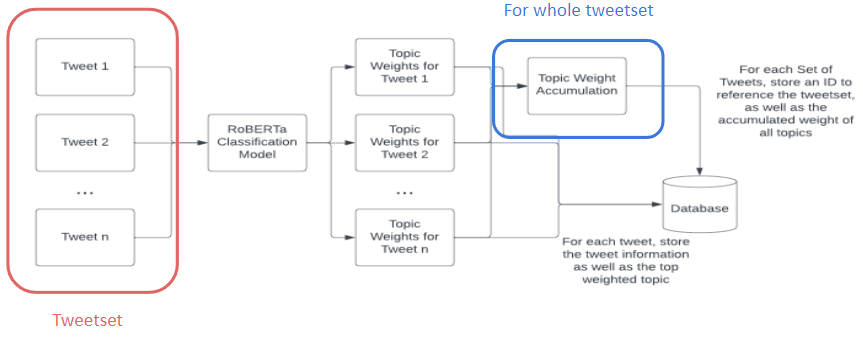 For whole tweetset
Tweet 1
Tweet 2
...
Tweet n
Tweetset
RoBERTa
Classification
Model
Topic
Weights for
Tweet 1
Topic
Weights for
Tweet 2
...
Topic
Weights for
Tweet n
Topic Weight
Accumulation
For each Set of
Tweets, store an ID to
reference the tweetset,
as well as the
accumulated weight of
all topics
Database
For each tweet, store
the tweet information
as well as the top
weighted topic